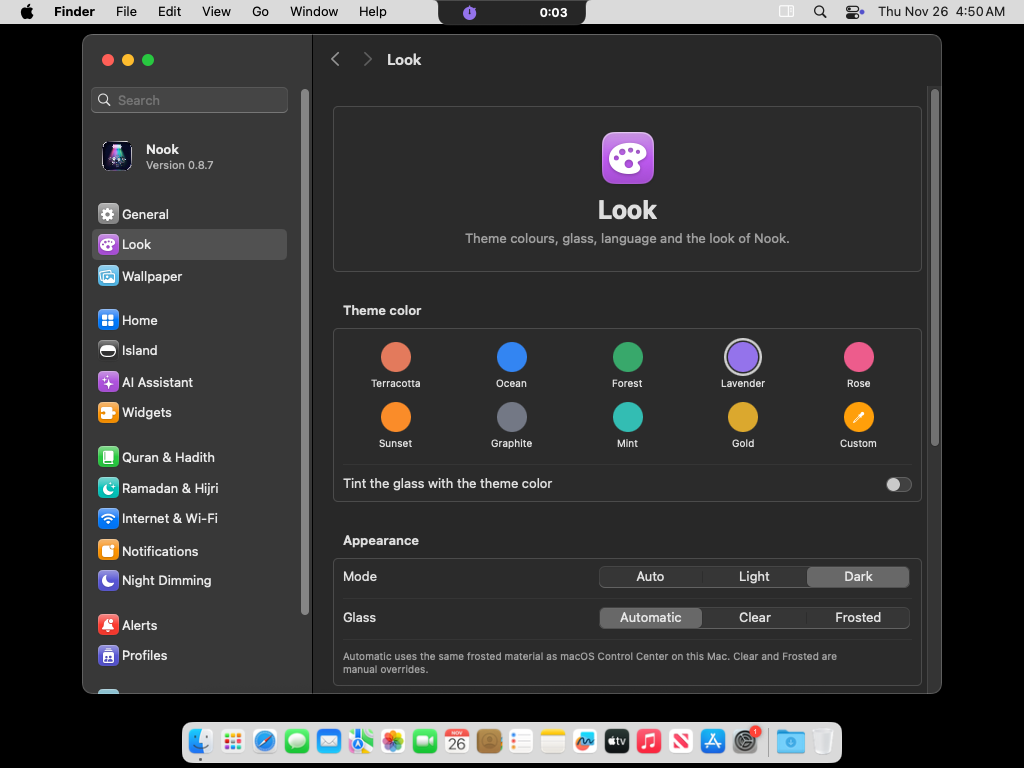 Finder File Edit View Go Window Help 0:03 Thu Nov 26 4:50 AM
Look
Search
Nook
Version 0.8.7
General
Look
Wallpaper
Home
Island
AI Assistant
Widgets
Quran & Hadith
Ramadan & Hijri
Internet & Wi-Fi
Notifications
Night Dimming
Alerts
Profiles
Look
Theme colours, glass, language and the look of Nook.
Theme color
Terracotta Ocean Forest Lavender Rose
Sunset Graphite Mint Gold Custom
Tint the glass with the theme color
Appearance
Mode Auto Light Dark
Glass Automatic Clear Frosted
Automatic uses the same frosted material as macOS Control Center on this Mac. Clear and Frosted are
manual overrides.
NOV
26
tv
1